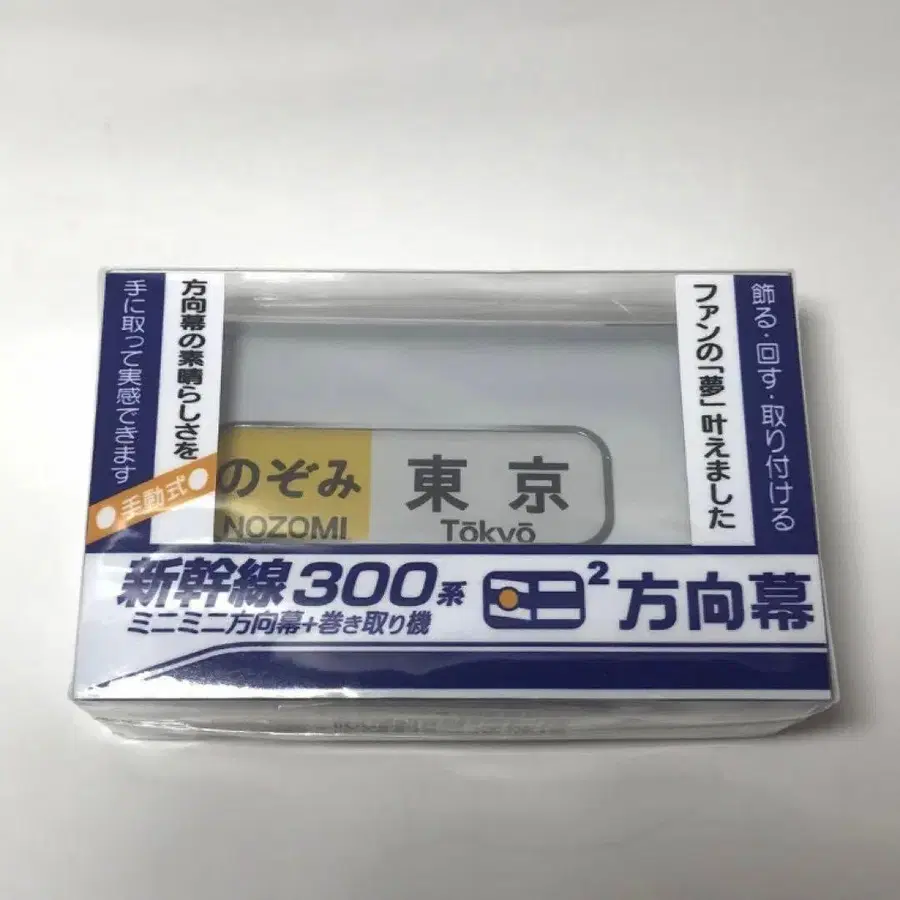 飾る・回す・取り付ける
ファンの「夢」叶えました
方向幕の素晴らしさを
手に取って実感できます
手動式
のぞみ 東京
NOZOMI Tōkyō
新幹線300系 ミニ² 方向幕
ミニミニ方向幕+巻き取り機